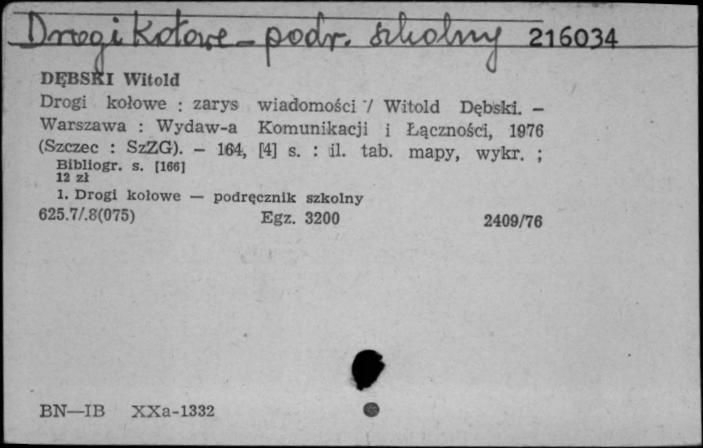 Drogi kołowe – podr. szkolny 216034
DĘBSKI Witold
Drogi kołowe : zarys wiadomości / Witold Dębski. —
Warszawa : Wydaw-a Komunikacji i Łączności, 1976
(Szczec : SzZG). — 164, [4] s. : il. tab. mapy, wykr. ;
Bibliogr. s. [166]
12 zł
1. Drogi kołowe — podręcznik szkolny
625.7/.8(075) Egz. 3200 2409/76
BN—IB XXa-1332